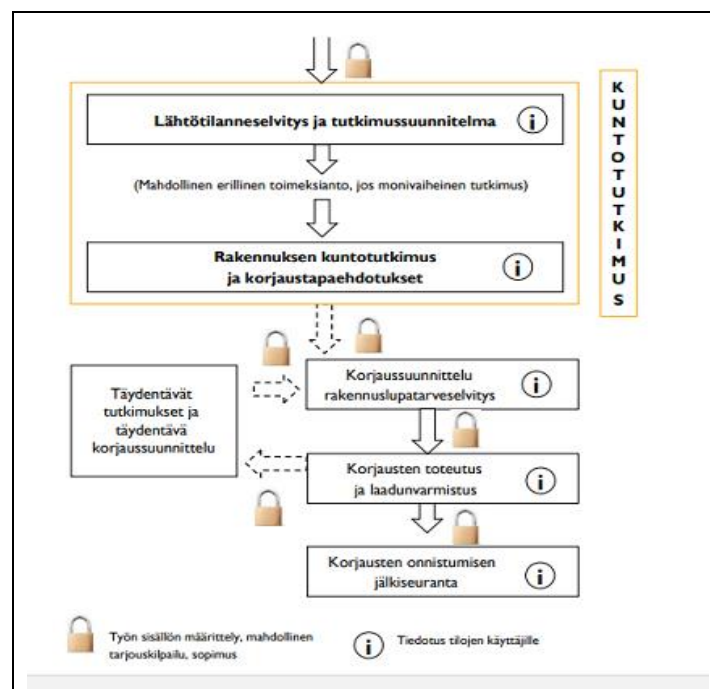 Lähtötilanneselvitys ja tutkimussuunnitelma
i
(Mahdollinen erillinen toimeksianto, jos monivaiheinen tutkimus)
Rakennuksen kuntotutkimus
ja korjaustapaehdotukset
i
KUNTOTUTKIMUS
Täydentävät
tutkimukset ja
täydentävä
korjaussuunnittelu
Korjaussuunnittelu
rakennuslupatarveselvitys
i
Korjausten toteutus
ja laadunvarmistus
i
Korjausten onnistumisen
jälkiseuranta
i
Työn sisällön määrittely, mahdollinen
tarjouskilpailu, sopimus
i
Tiedotus tilojen käyttäjille